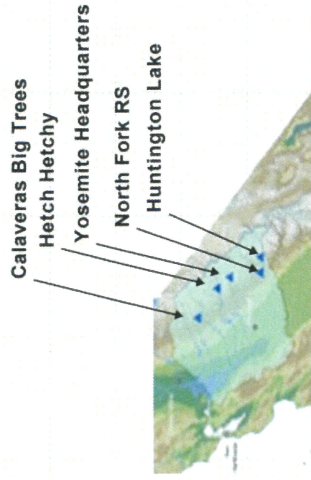 Calaveras Big Trees
Hetch Hetchy
Yosemite Headquarters
North Fork RS
Huntington Lake